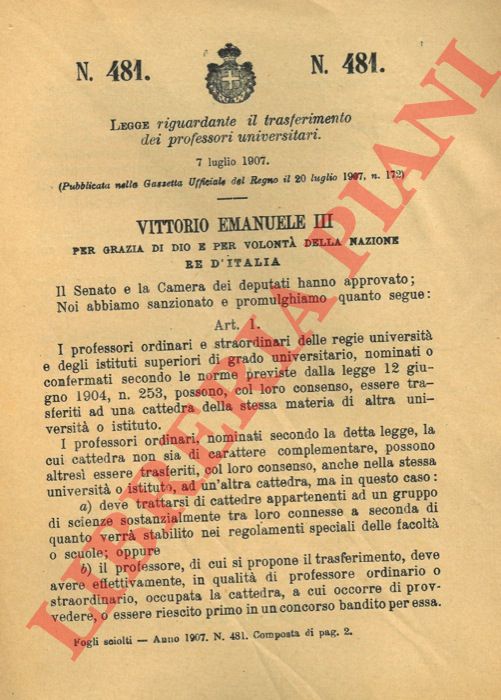 N. 481. N. 481.
LEGGE riguardante il trasferimento
dei professori universitari.
7 luglio 1907.
(Pubblicata nella Gazzetta Ufficiale del Regno il 20 luglio 1907, n. 172)
VITTORIO EMANUELE III
PER GRAZIA DI DIO E PER VOLONTÀ DELLA NAZIONE
RE D'ITALIA
Il Senato e la Camera dei deputati hanno approvato;
Noi abbiamo sanzionato e promulghiamo quanto segue:
Art. 1.
I professori ordinari e straordinari delle regie università
e degli istituti superiori di grado universitario, nominati o
confermati secondo le norme previste dalla legge 12 giu-
gno 1904, n. 253, possono, col loro consenso, essere tra-
sferiti ad una cattedra della stessa materia di altra uni-
versità o istituto.
I professori ordinari, nominati secondo la detta legge, la
cui cattedra non sia di carattere complementare, possono
altresì essere trasferiti, col loro consenso, anche nella stessa
università o istituto, ad un'altra cattedra, ma in questo caso:
a) deve trattarsi di cattedre appartenenti ad un gruppo
di scienze sostanzialmente tra loro connesse a seconda di
quanto verrà stabilito nei regolamenti speciali delle facoltà
o scuole; oppure
b) il professore, di cui si propone il trasferimento, deve
avere effettivamente, in qualità di professore ordinario o
straordinario, occupata la cattedra, a cui occorre di prov-
vedere, o essere riescito primo in un concorso bandito per essa.
Fogli sciolti — Anno 1907. N. 481. Composta di pag. 2.
LIBRERIA PIANI